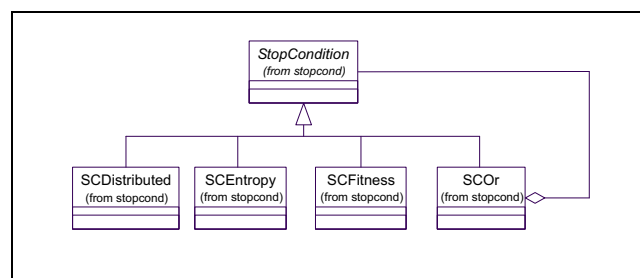 StopCondition
(from stopcond)
SCDistributed
(from stopcond)
SCEntropy
(from stopcond)
SCFitness
(from stopcond)
SCOr
(from stopcond)